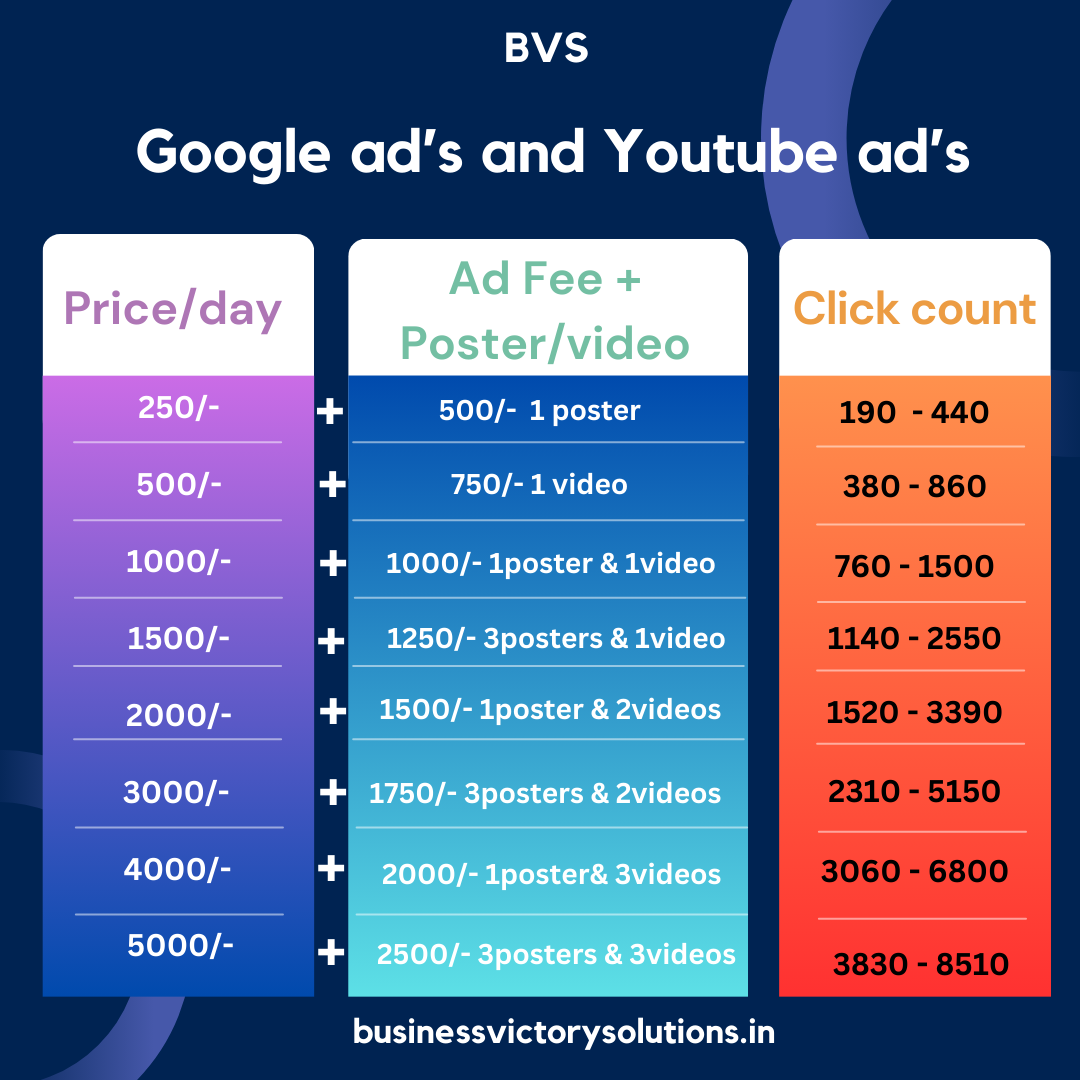 BVS
Google ad's and Youtube ad's
Price/day
Ad Fee +
Poster/video
Click count
250/- + 500/-  1 poster 190  - 440
500/- + 750/- 1 video 380 - 860
1000/- + 1000/- 1poster & 1video 760 - 1500
1500/- + 1250/- 3posters & 1video 1140 - 2550
2000/- + 1500/- 1poster & 2videos 1520 - 3390
3000/- + 1750/- 3posters & 2videos 2310 - 5150
4000/- + 2000/- 1poster& 3videos 3060 - 6800
5000/- + 2500/- 3posters & 3videos 3830 - 8510
businessvictorysolutions.in